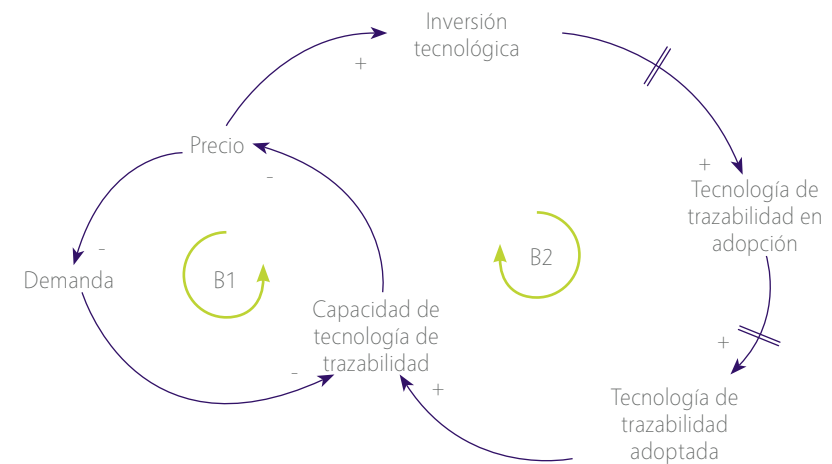 Inversión
tecnológica
+
Precio
-
+
Tecnología de
trazabilidad en
adopción
-
Demanda
B1
B2
Capacidad de
tecnología de
trazabilidad
-
+
+
Tecnología de
trazabilidad
adoptada